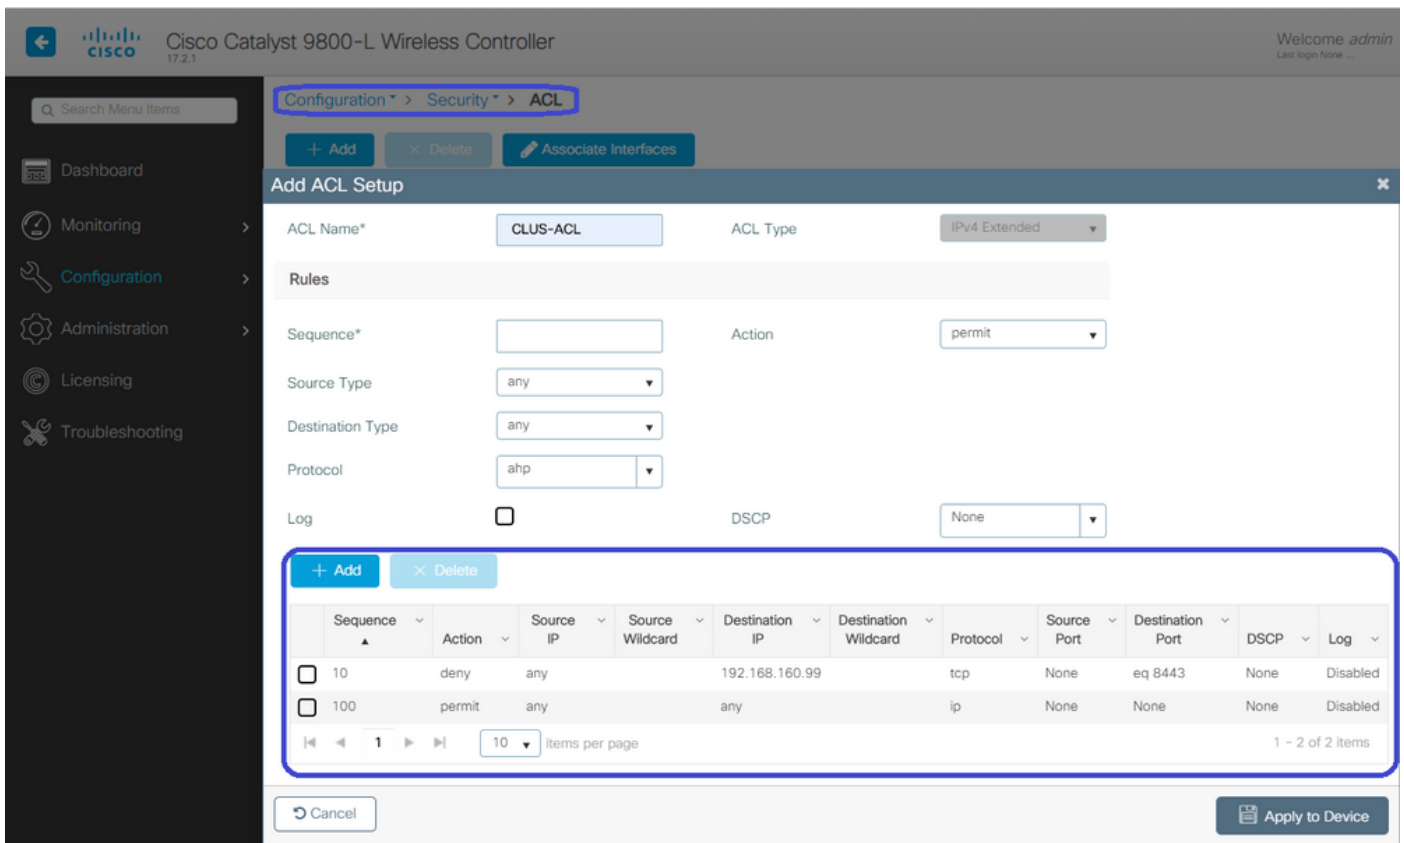 CISCO
Cisco Catalyst 9800-L Wireless Controller
17.2.1
Welcome admin
Last login None ...
Search Menu Items
Dashboard
Monitoring
Configuration
Administration
Licensing
Troubleshooting
Configuration > Security > ACL
+ Add
× Delete
Associate Interfaces
Add ACL Setup
ACL Name*
CLUS-ACL
ACL Type
IPv4 Extended
Rules
Sequence*
Action
permit
Source Type
any
Destination Type
any
Protocol
ahp
Log
DSCP
None
+ Add
× Delete
Sequence Action Source IP Source Wildcard Destination IP Destination Wildcard Protocol Source Port Destination Port DSCP Log
10 deny any 192.168.160.99 tcp None eq 8443 None Disabled
100 permit any any ip None None None Disabled
1 10 items per page 1 - 2 of 2 items
Cancel
Apply to Device